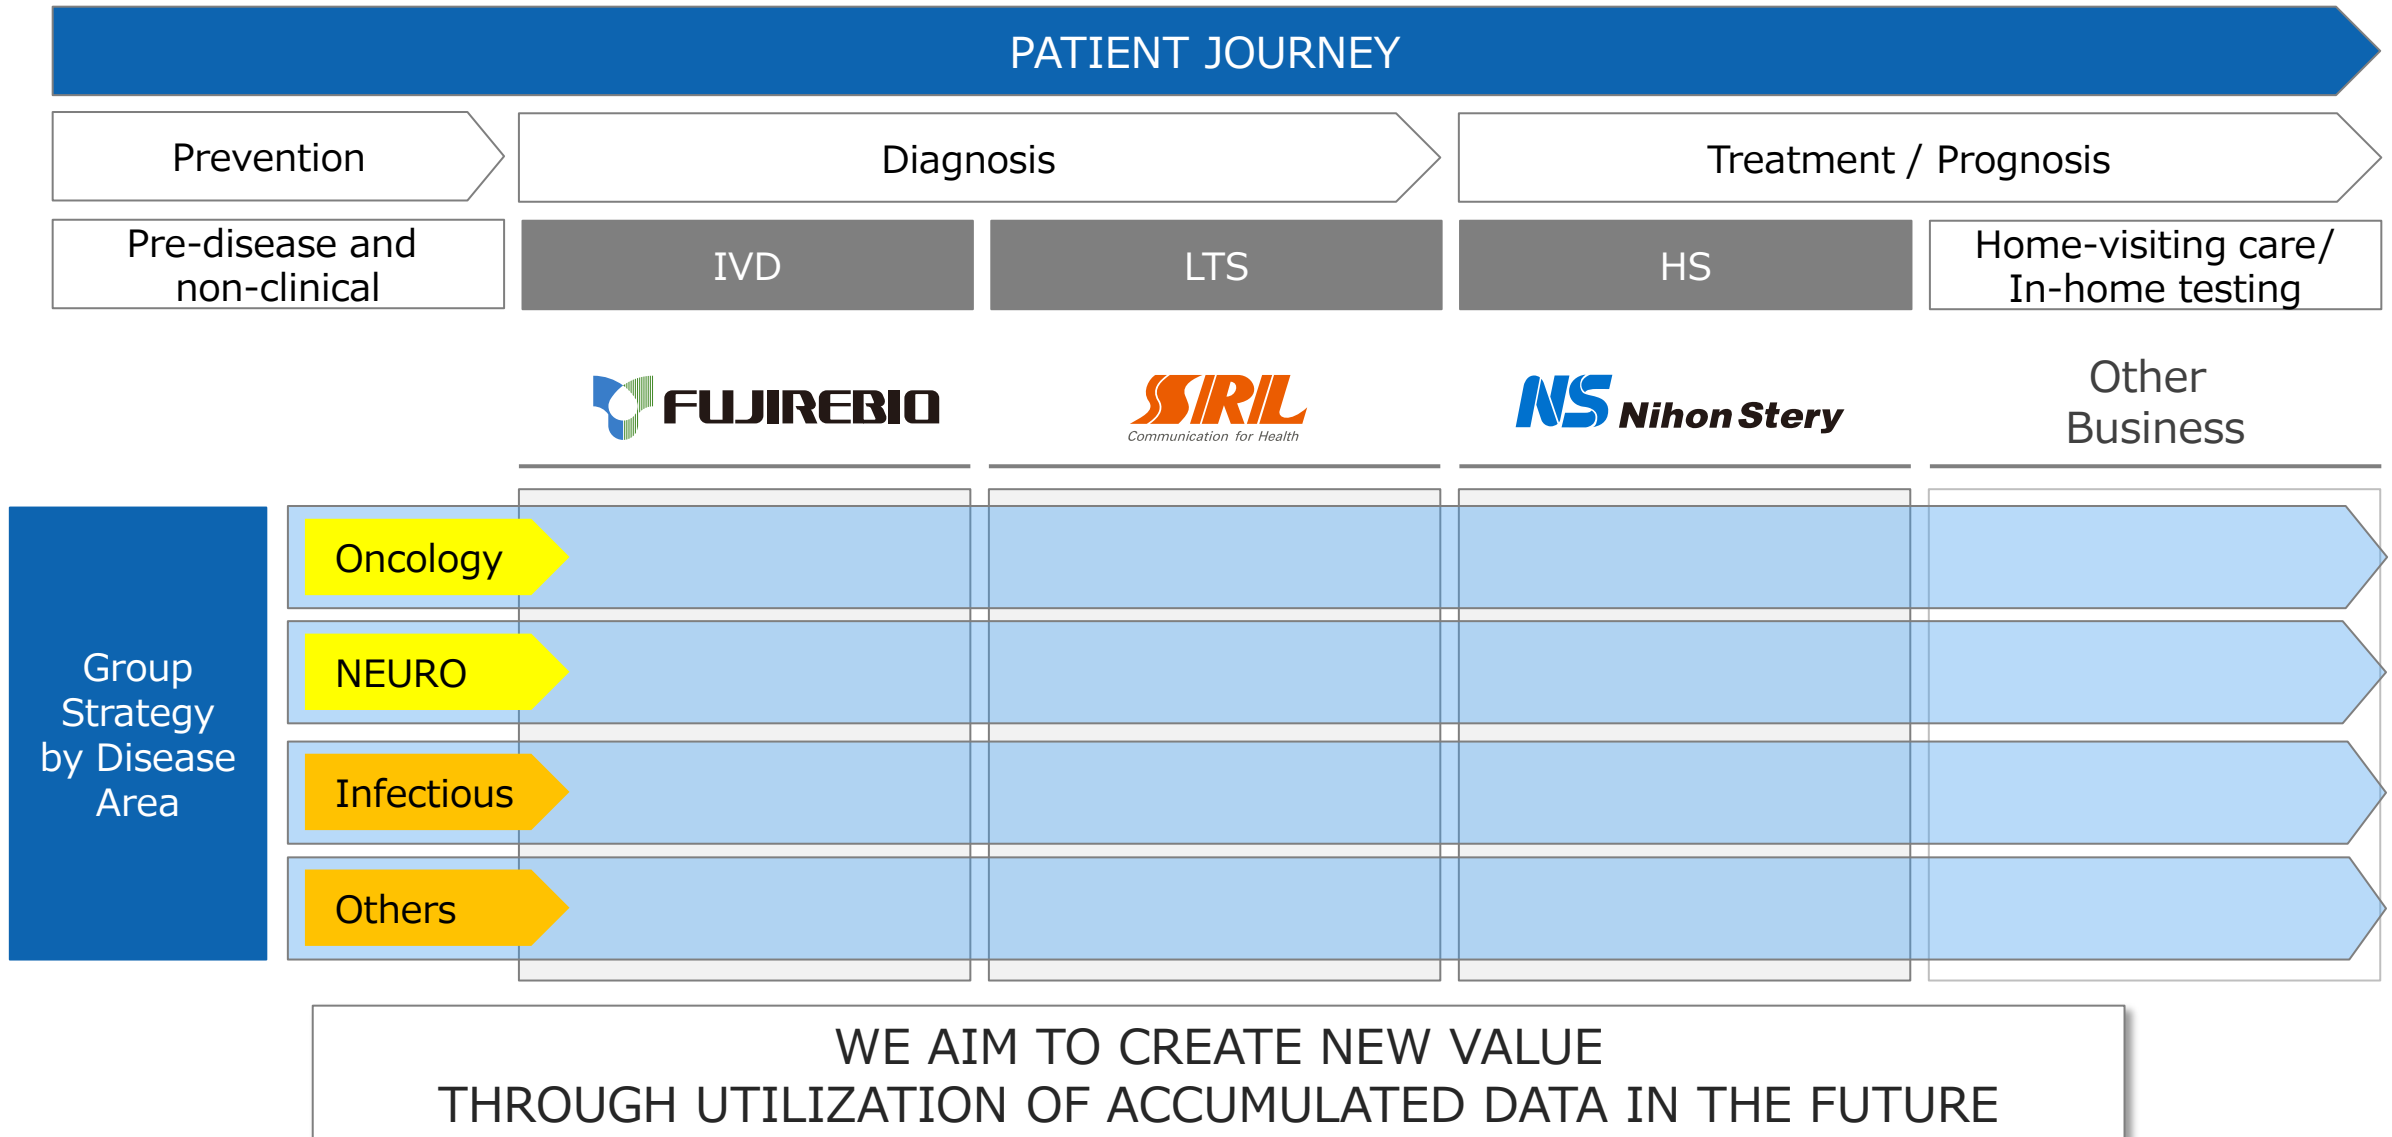 PATIENT JOURNEY
Prevention
Diagnosis
Treatment / Prognosis
Pre-disease and
non-clinical
IVD
LTS
HS
Home-visiting care/
In-home testing
FUJIREBIO
SRL
Communication for Health
NS Nihon Stery
Other
Business
Group
Strategy
by Disease
Area
Oncology
NEURO
Infectious
Others
WE AIM TO CREATE NEW VALUE
THROUGH UTILIZATION OF ACCUMULATED DATA IN THE FUTURE